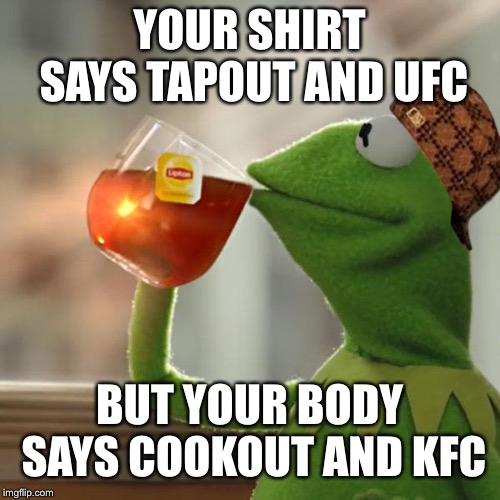 YOUR SHIRT
SAYS TAPOUT AND UFC
Lipton
BUT YOUR BODY
SAYS COOKOUT AND KFC
imgflip.com